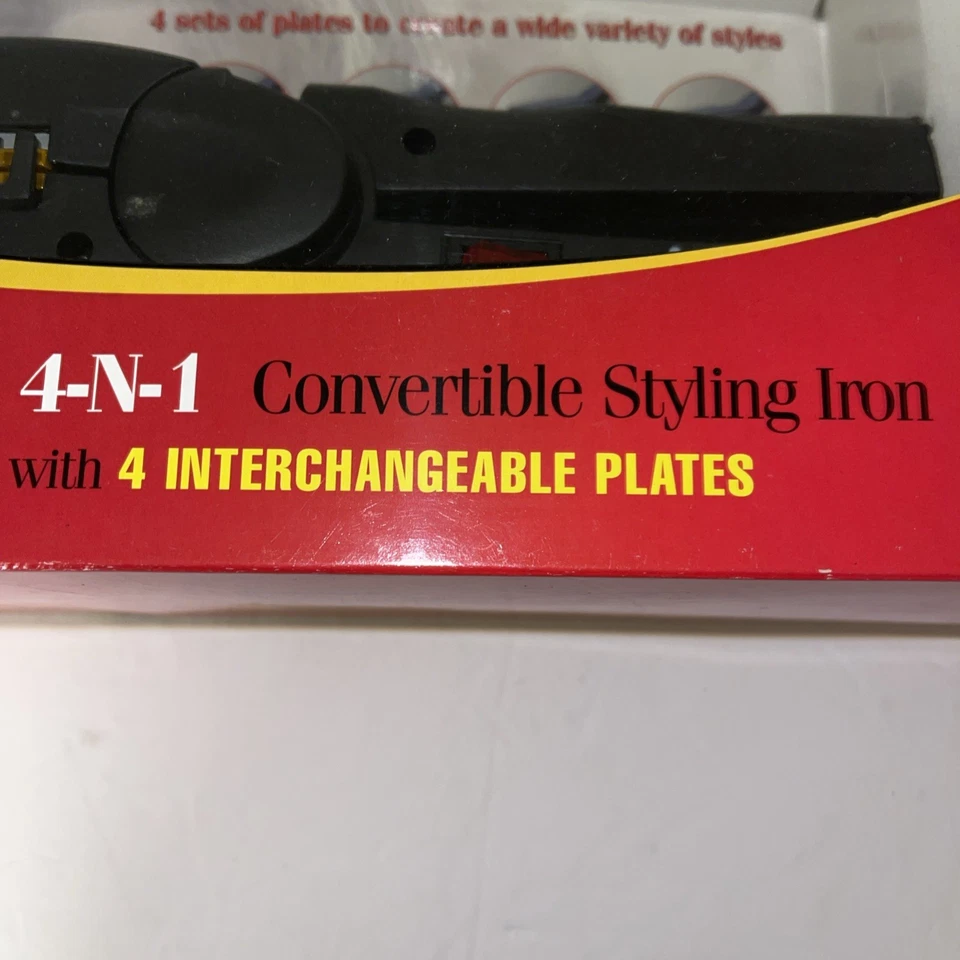 4 sets of plates to create a wide variety of styles
4-N-1 Convertible Styling Iron
with 4 INTERCHANGEABLE PLATES